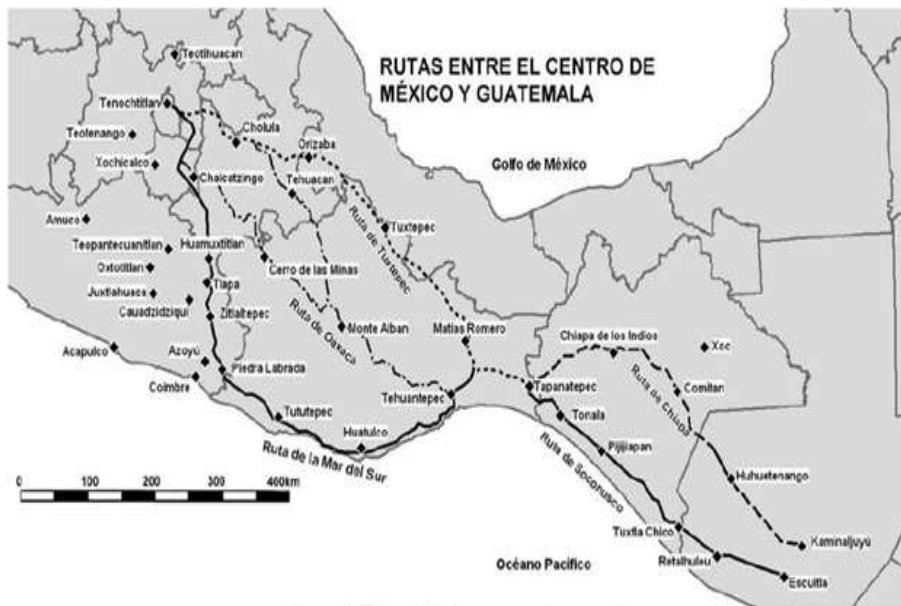 RUTAS ENTRE EL CENTRO DE
MÉXICO Y GUATEMALA
Teotihuacan
Tenochtitlan
Cholula
Orizaba
Golfo de México
Teotenango
Xochicalco
Chalcatzingo
Tehuacan
Amuco
Tuxtepec
Teopantecuanitlan
Huamuxtitlan
Ruta de Tuxtepec
Oxtotitlan
Cerro de las Minas
Tlapa
Juxtlahuaca
Cauadzidziqui
Zitlaltepec
Ruta de Oaxaca
Monte Alban
Matias Romero
Chiapa de los Indios
Xoc
Acapulco
Azoyú
Piedra Labrada
Coimbre
Tehuantepec
Tapanatepec
Comitan
Ruta de Chiapa
Tututepec
Tonala
Huatulco
Pijijiapan
Ruta de la Mar del Sur
Ruta de Soconusco
Huhuetenango
0 100 200 300 400km
Tuxtla Chico
Kaminaljuyú
Océano Pacífico
Retalhuleu
Escuitla